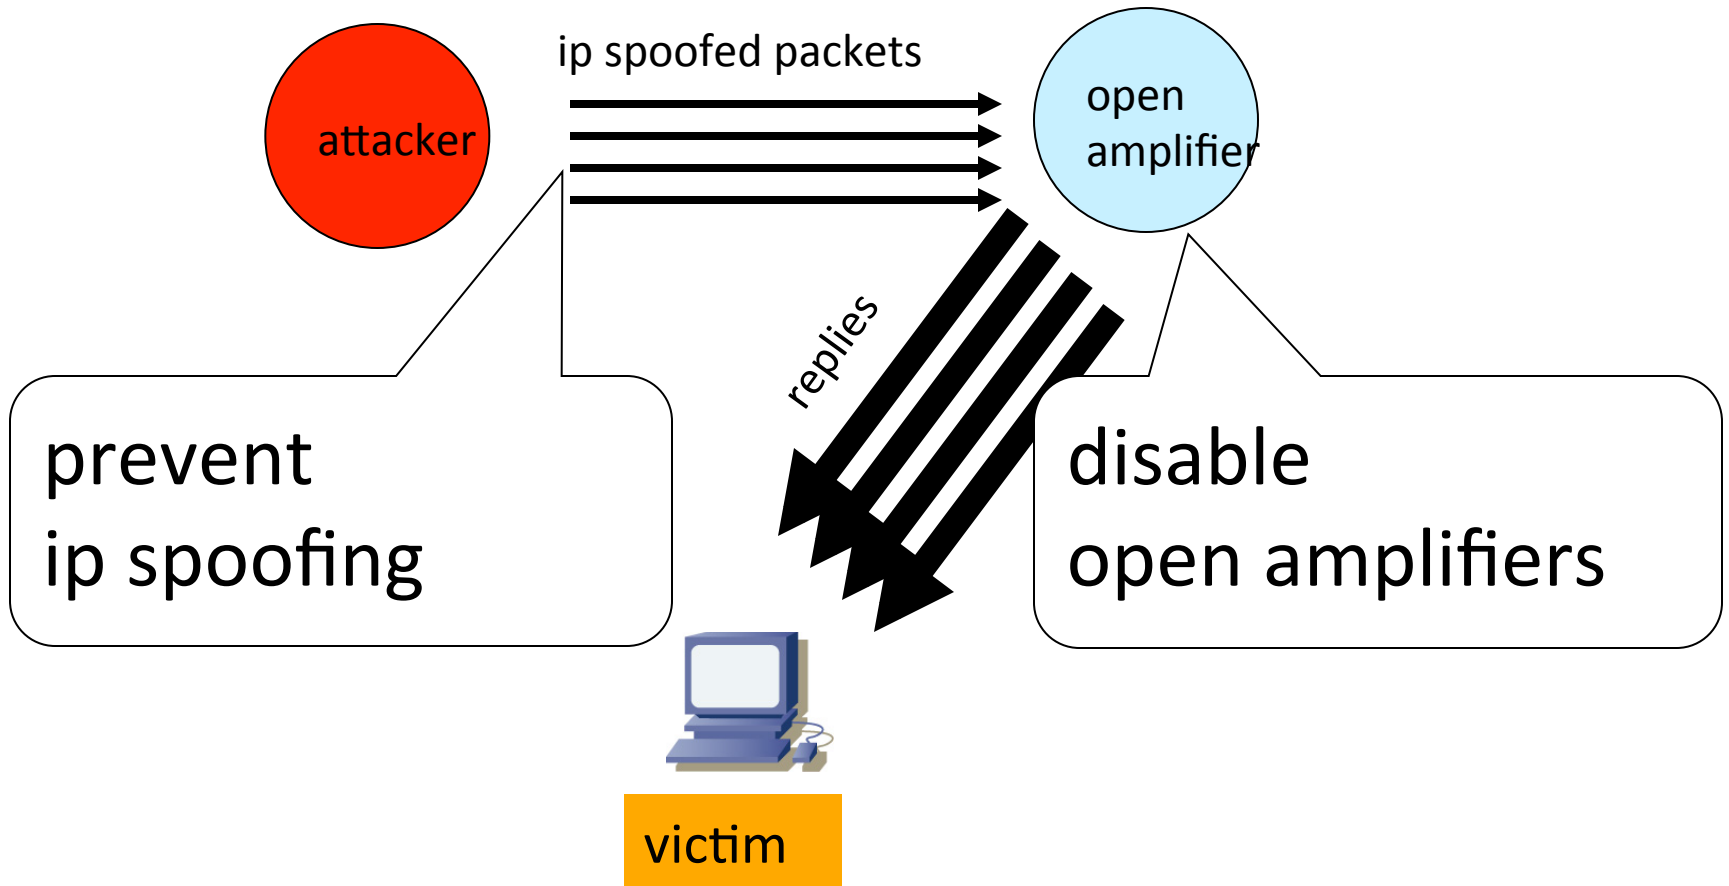 ip spoofed packets
attacker
open
amplifier
replies
prevent
ip spoofing
disable
open amplifiers
victim